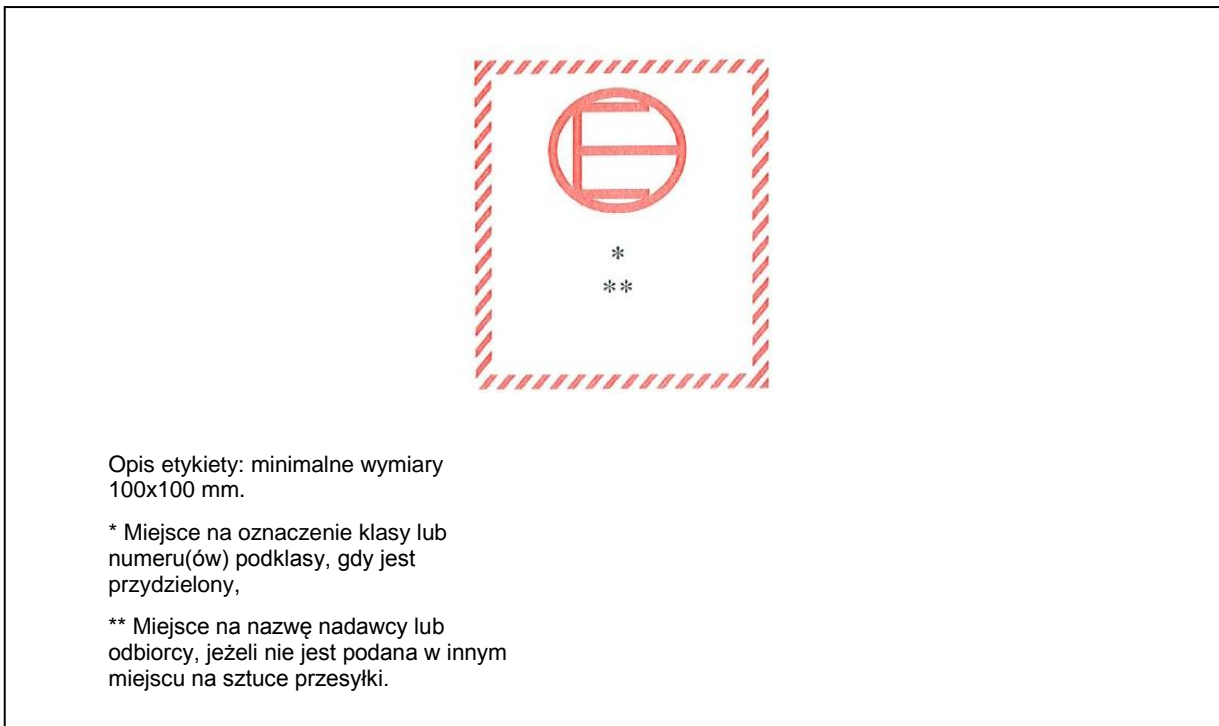 E
*
**
Opis etykiety: minimalne wymiary
100x100 mm.
* Miejsce na oznaczenie klasy lub
numeru(ów) podklasy, gdy jest
przydzielony,
** Miejsce na nazwę nadawcy lub
odbiorcy, jeżeli nie jest podana w innym
miejscu na sztuce przesyłki.